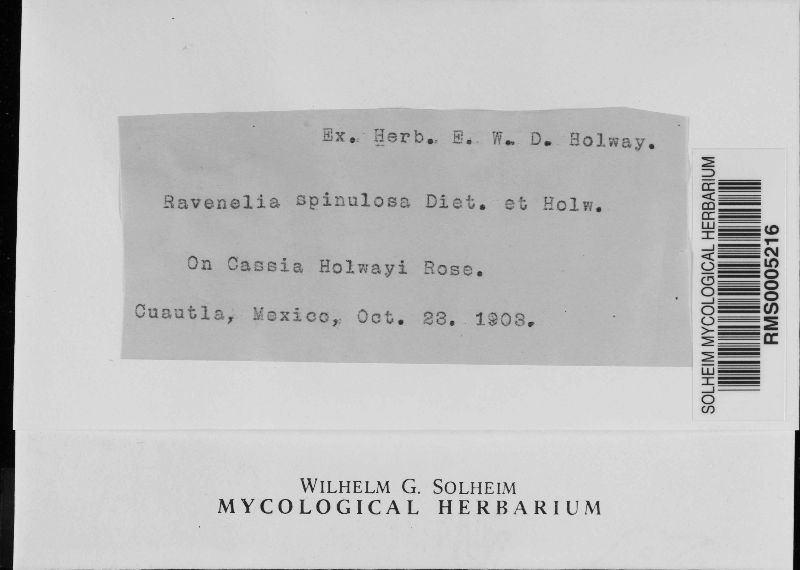 Ex. Herb. E. W. D. Holway.
Ravenelia spinulosa Diet. et Holw.
On Cassia Holwayi Rose.
Cuautla, Mexico, Oct. 23. 1903.
SOLHEIM MYCOLOGICAL HERBARIUM
RMS0005216
WILHELM G. SOLHEIM
MYCOLOGICAL HERBARIUM